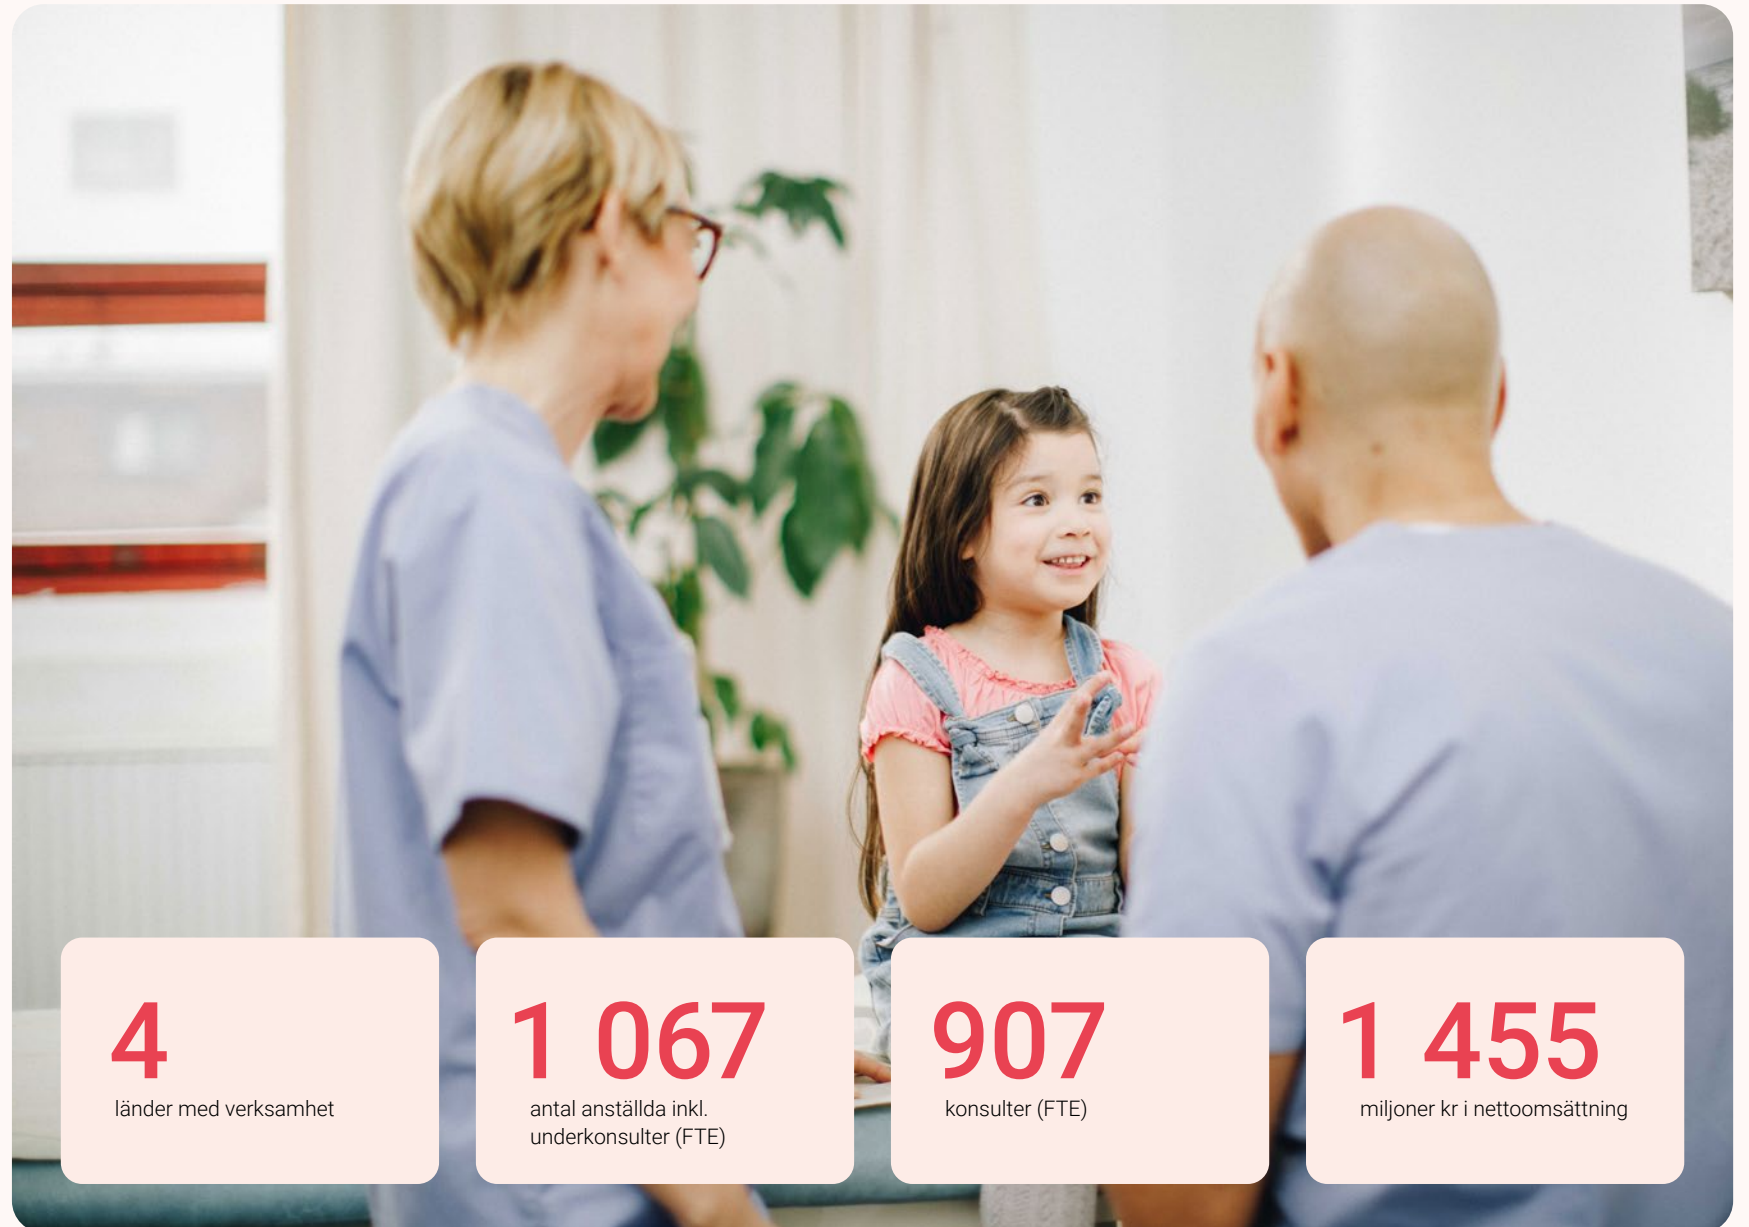 4
länder med verksamhet
1 067
antal anställda inkl.
underkonsulter (FTE)
907
konsulter (FTE)
1 455
miljoner kr i nettoomsättning